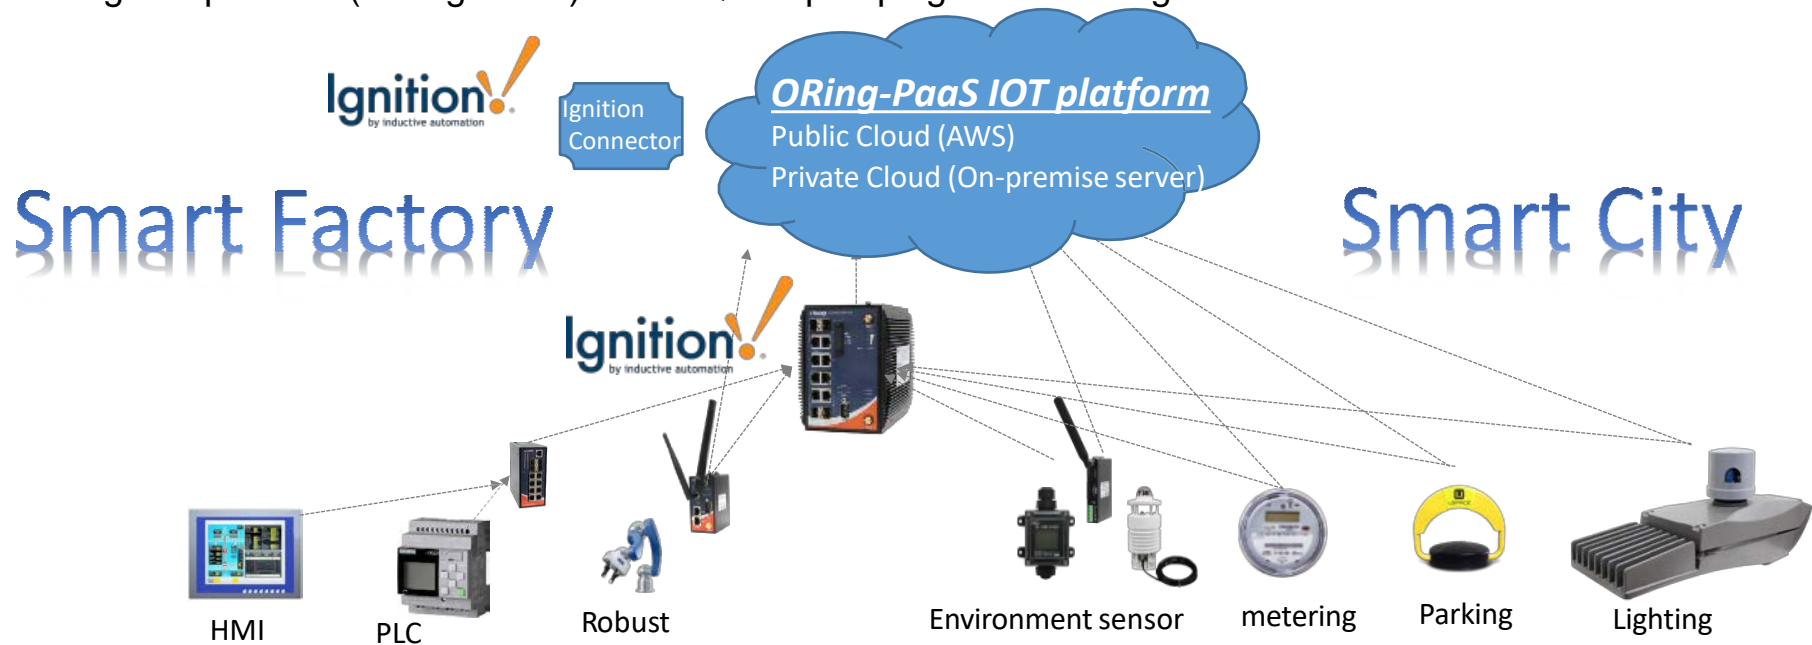 Ignition
by inductive automation
Ignition
Connector
ORing-PaaS IOT platform
Public Cloud (AWS)
Private Cloud (On-premise server)
Smart Factory
Smart City
Ignition
by inductive automation
HMI
PLC
Robust
Environment sensor
metering
Parking
Lighting